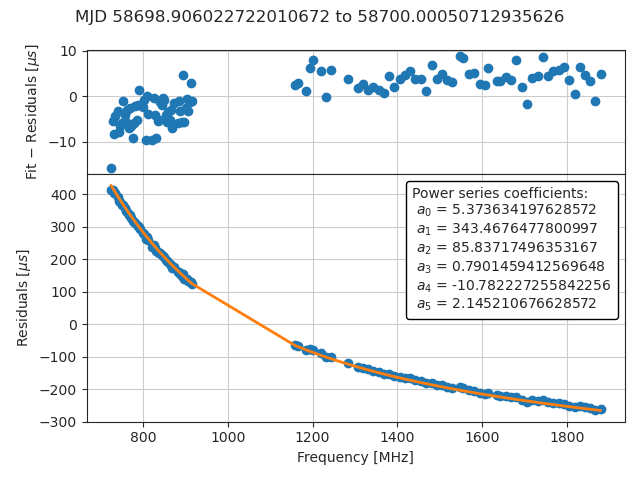 MJD 58698.906022722010672 to 58700.00050712935626
Fit − Residuals [μs]
10
0
−10
Residuals [μs]
400
300
200
100
0
−100
−200
−300
Power series coefficients:
a0 = 5.373634197628572
a1 = 343.4676477800997
a2 = 85.83717496353167
a3 = 0.7901459412569648
a4 = -10.782227255842256
a5 = 2.145210676628572
800 1000 1200 1400 1600 1800
Frequency [MHz]